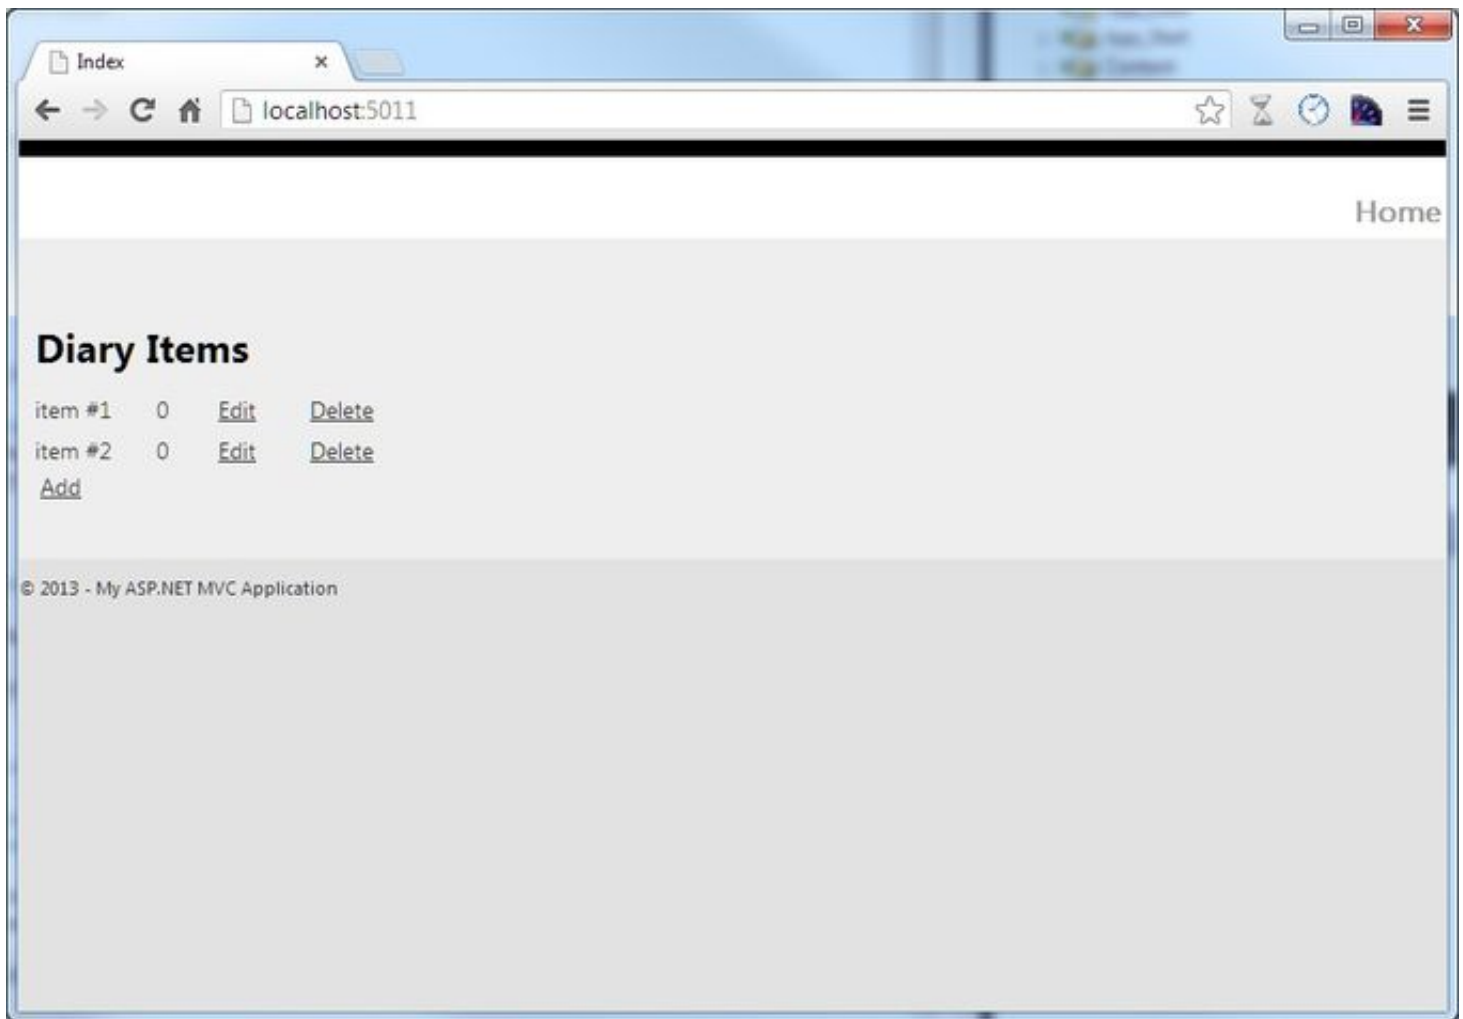 Index
localhost:5011
Home
Diary Items
item #1 0 Edit Delete
item #2 0 Edit Delete
Add
© 2013 - My ASP.NET MVC Application